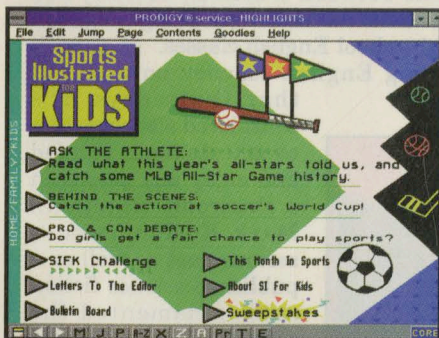 PRODIGY ® service - HIGHLIGHTS
File Edit Jump Page Contents Goodies Help
Sports
Illustrated
FOR
KIDS
HOME/FAMILY/KIDS
ASK THE ATHLETE:
Read what this year's all-stars told us, and
catch some MLB All-Star Game history.
BEHIND THE SCENES:
Catch the action at soccer's World Cup!
PRO & CON DEBATE:
Do girls get a fair chance to play sports?
SIFK Challenge
This Month In Sports
Letters To The Editor
About SI For Kids
Bulletin Board
Sweepstakes
M J P A-Z X Z A Pr T E
CORE